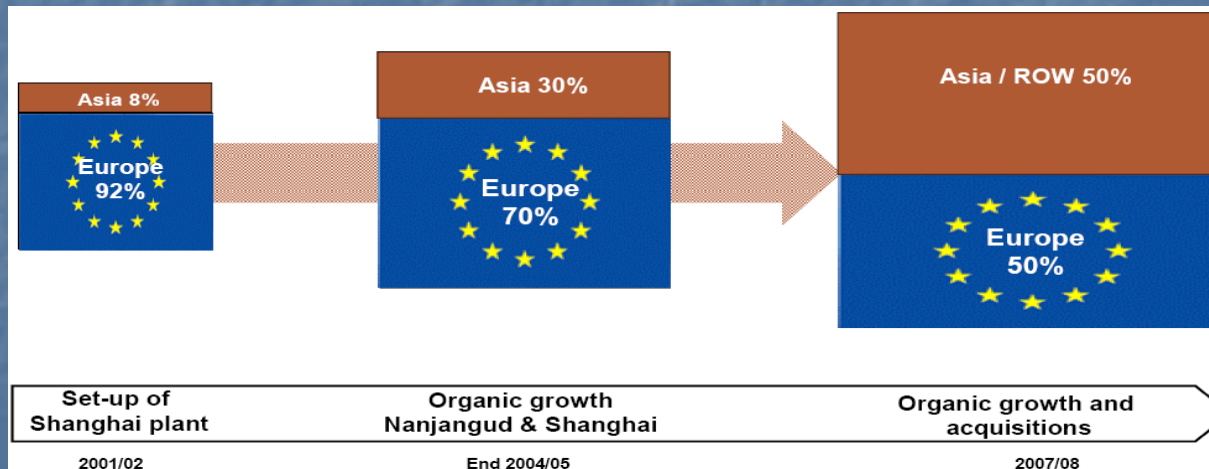 Asia 8%
Europe
92%
Asia 30%
Europe
70%
Asia / ROW 50%
Europe
50%
Set-up of
Shanghai plant
Organic growth
Nanjangud & Shanghai
Organic growth and
acquisitions
2001/02
End 2004/05
2007/08